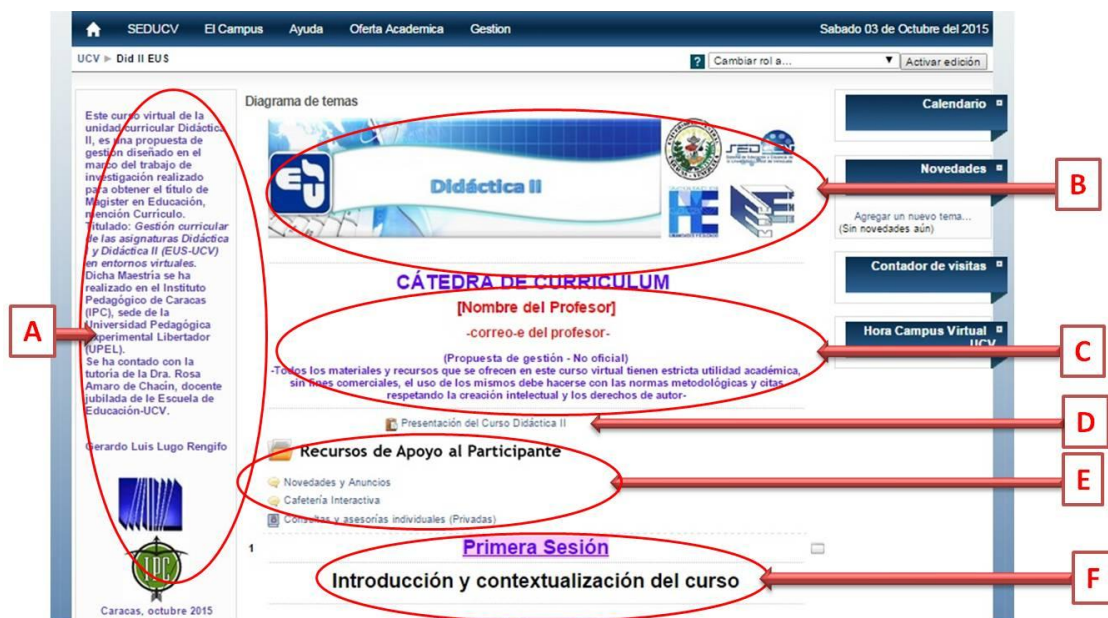 SEDUCV El Campus Ayuda Oferta Academica Gestion Sabado 03 de Octubre del 2015
UCV ► Did II EUS
? Cambiar rol a... Activar edición
Este curso virtual de la
unidad curricular Didáctica
II, es una propuesta de
gestión diseñado en el
marco del trabajo de
investigación realizado
para obtener el título de
Magister en Educación,
mención Currículo.
Titulado: Gestión curricular
de las asignaturas Didáctica
I y Didáctica II (EUS-UCV)
en entornos virtuales.
Dicha Maestría se ha
realizado en el Instituto
Pedagógico de Caracas
(IPC), sede de la
Universidad Pedagógica
Experimental Libertador
(UPEL).
Se ha contado con la
tutoría de la Dra. Rosa
Amaro de Chacín, docente
jubilada de la Escuela de
Educación-UCV.
Gerardo Luis Lugo Rengifo
IPC
Caracas, octubre 2015
A
Diagrama de temas
EUS
Didáctica II
SED
CÁTEDRA DE CURRICULUM
[Nombre del Profesor]
-correo-e del profesor-
(Propuesta de gestión - No oficial)
-Todos los materiales y recursos que se ofrecen en este curso virtual tienen estricta utilidad académica,
sin fines comerciales, el uso de los mismos debe hacerse con las normas metodológicas y citas
respetando la creación intelectual y los derechos de autor-
Presentación del Curso Didáctica II
Recursos de Apoyo al Participante
Novedades y Anuncios
Cafetería Interactiva
Consultas y asesorías individuales (Privadas)
1 Primera Sesión
Introducción y contextualización del curso
Calendario
Novedades
Agregar un nuevo tema...
(Sin novedades aún)
Contador de visitas
Hora Campus Virtual
UCV
B
C
D
E
F